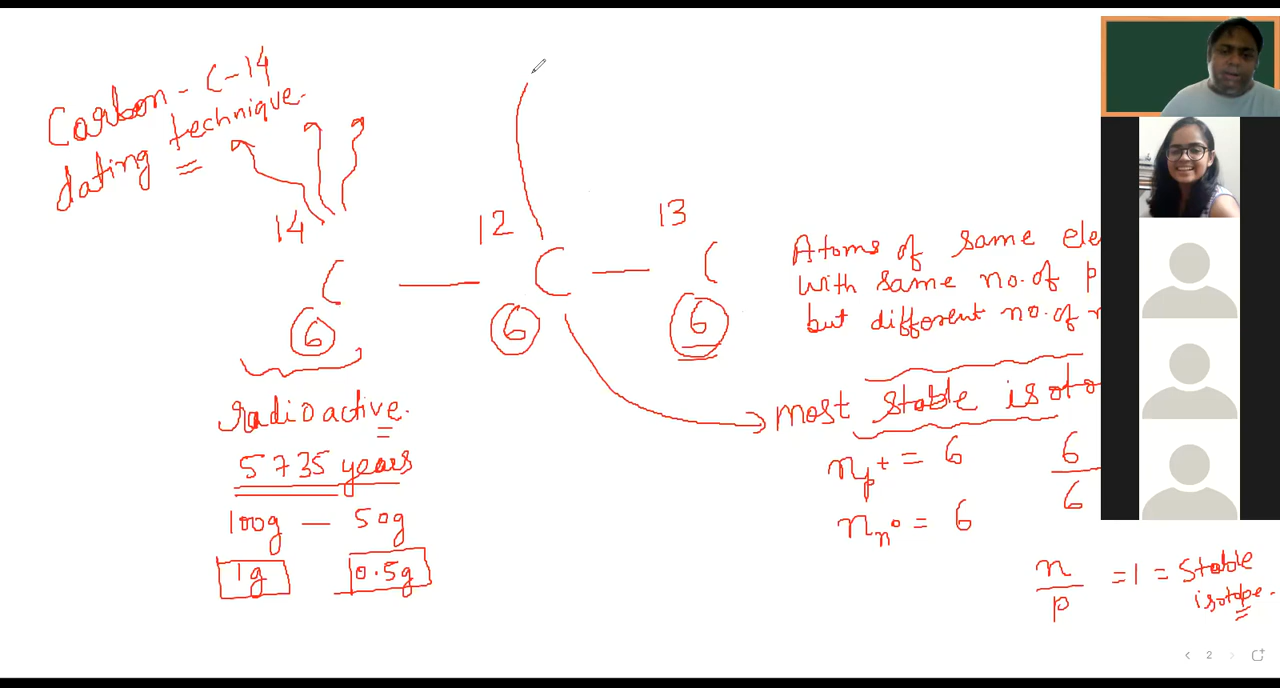 Carbon - C-14
dating technique.
14 12 13
C — C — C
6 6 6
radioactive.
5735 years
100g — 50g
1g 0.5g
Atoms of same ele
with same no. of p
but different no. of n
most stable isoto
np+ = 6
nn° = 6
6
6
n
p
= 1 = Stable
isotope.
2